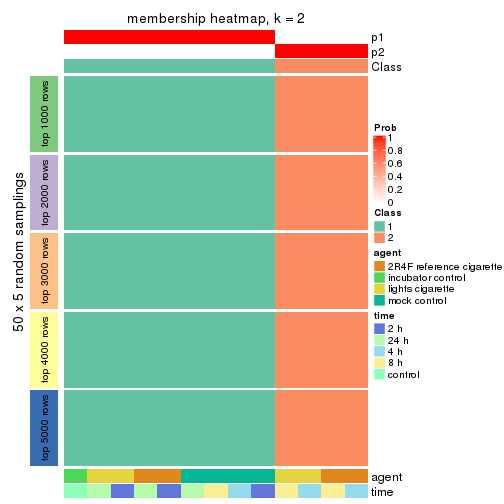 membership heatmap, k = 2
p1
p2
Class
50 x 5 random samplings
top 1000 rows
top 2000 rows
top 3000 rows
top 4000 rows
top 5000 rows
agent
time
Prob
1
0.8
0.6
0.4
0.2
0
Class
1
2
agent
2R4F reference cigarette
incubator control
lights cigarette
mock control
time
2 h
24 h
4 h
8 h
control